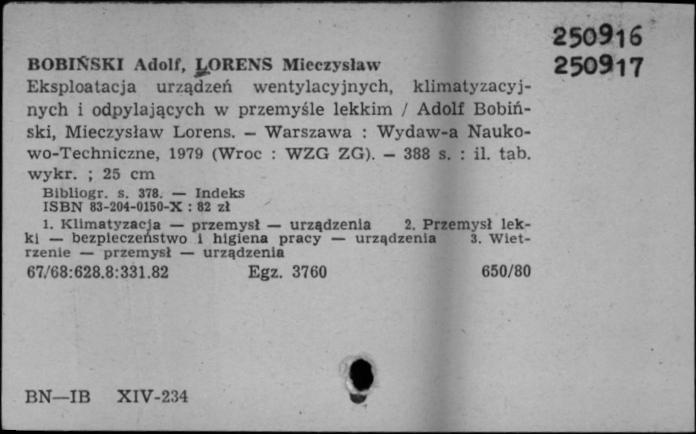 250916
250917
BOBIŃSKI Adolf, LORENS Mieczysław
Eksploatacja urządzeń wentylacyjnych, klimatyzacyj-
nych i odpylających w przemyśle lekkim / Adolf Bobiń-
ski, Mieczysław Lorens. — Warszawa : Wydaw-a Nauko-
wo-Techniczne, 1979 (Wroc : WZG ZG). — 388 s. : il. tab.
wykr. ; 25 cm
Bibliogr. s. 378. — Indeks
ISBN 83-204-0150-X : 82 zł
1. Klimatyzacja — przemysł — urządzenia 2. Przemysł lek-
ki — bezpieczeństwo i higiena pracy — urządzenia 3. Wiet-
rzenie — przemysł — urządzenia
67/68:628.8:331.82 Egz. 3760 650/80
BN—IB XIV-234